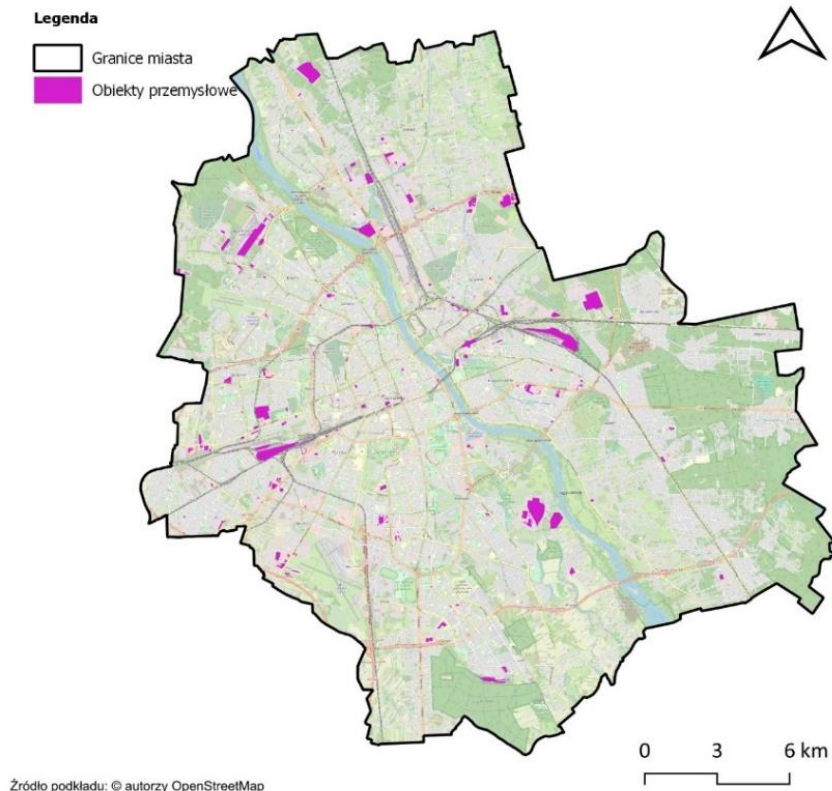 Legenda
Granice miasta
Obiekty przemysłowe
0 3 6 km
Źródło podkładu: © autorzy OpenStreetMap